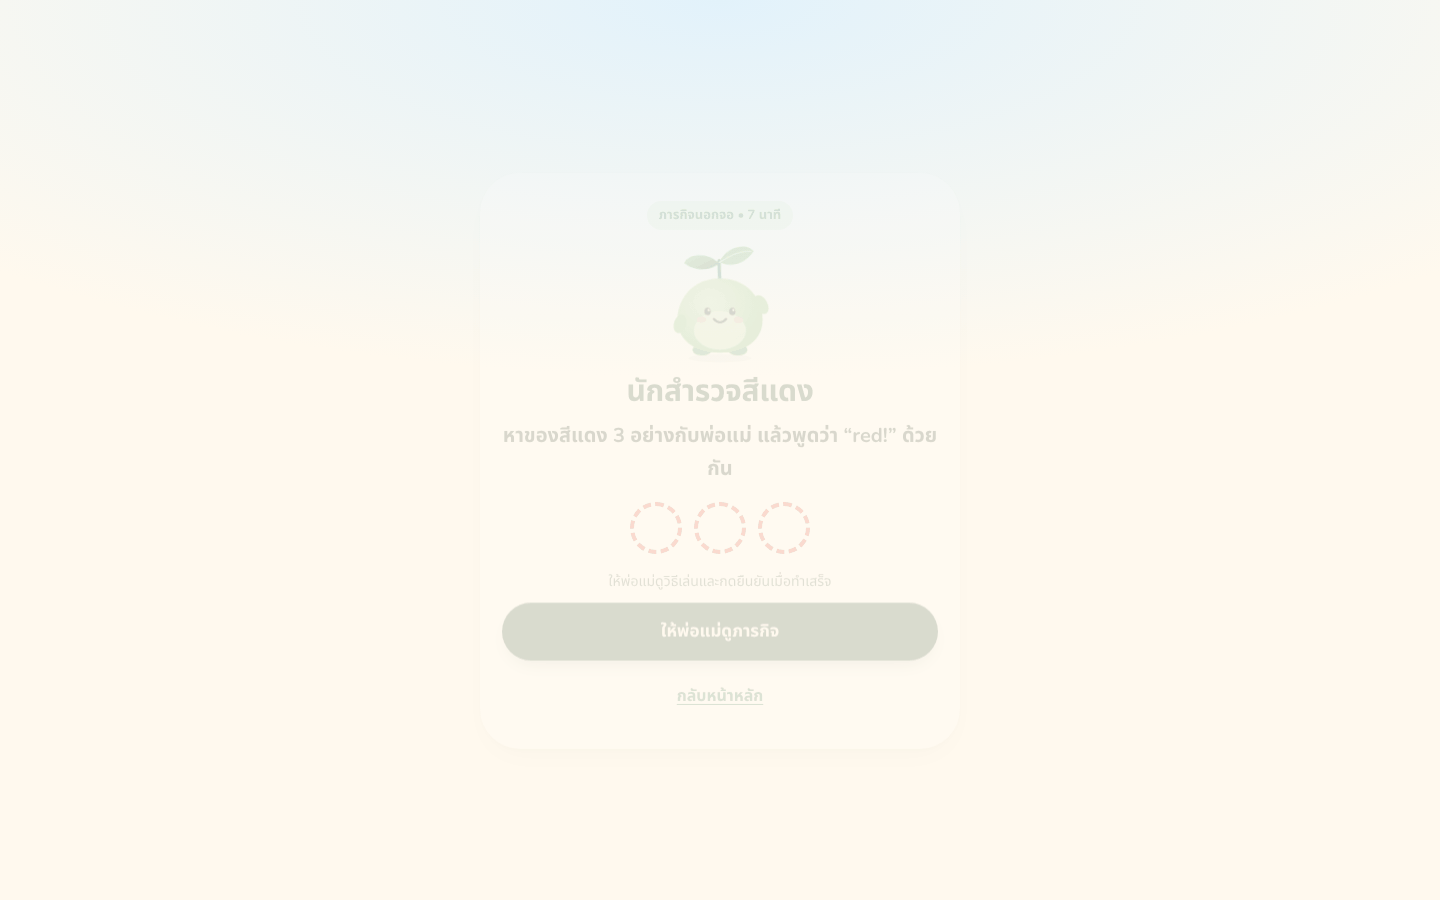 ภารกิจนอกจอ • 7 นาที
นักสำรวจสีแดง
หาของสีแดง 3 อย่างกับพ่อแม่ แล้วพูดว่า “red!” ด้วย
กัน
ให้พ่อแม่ดูวิธีเล่นและกดยืนยันเมื่อทำเสร็จ
ให้พ่อแม่ดูภารกิจ
กลับหน้าหลัก